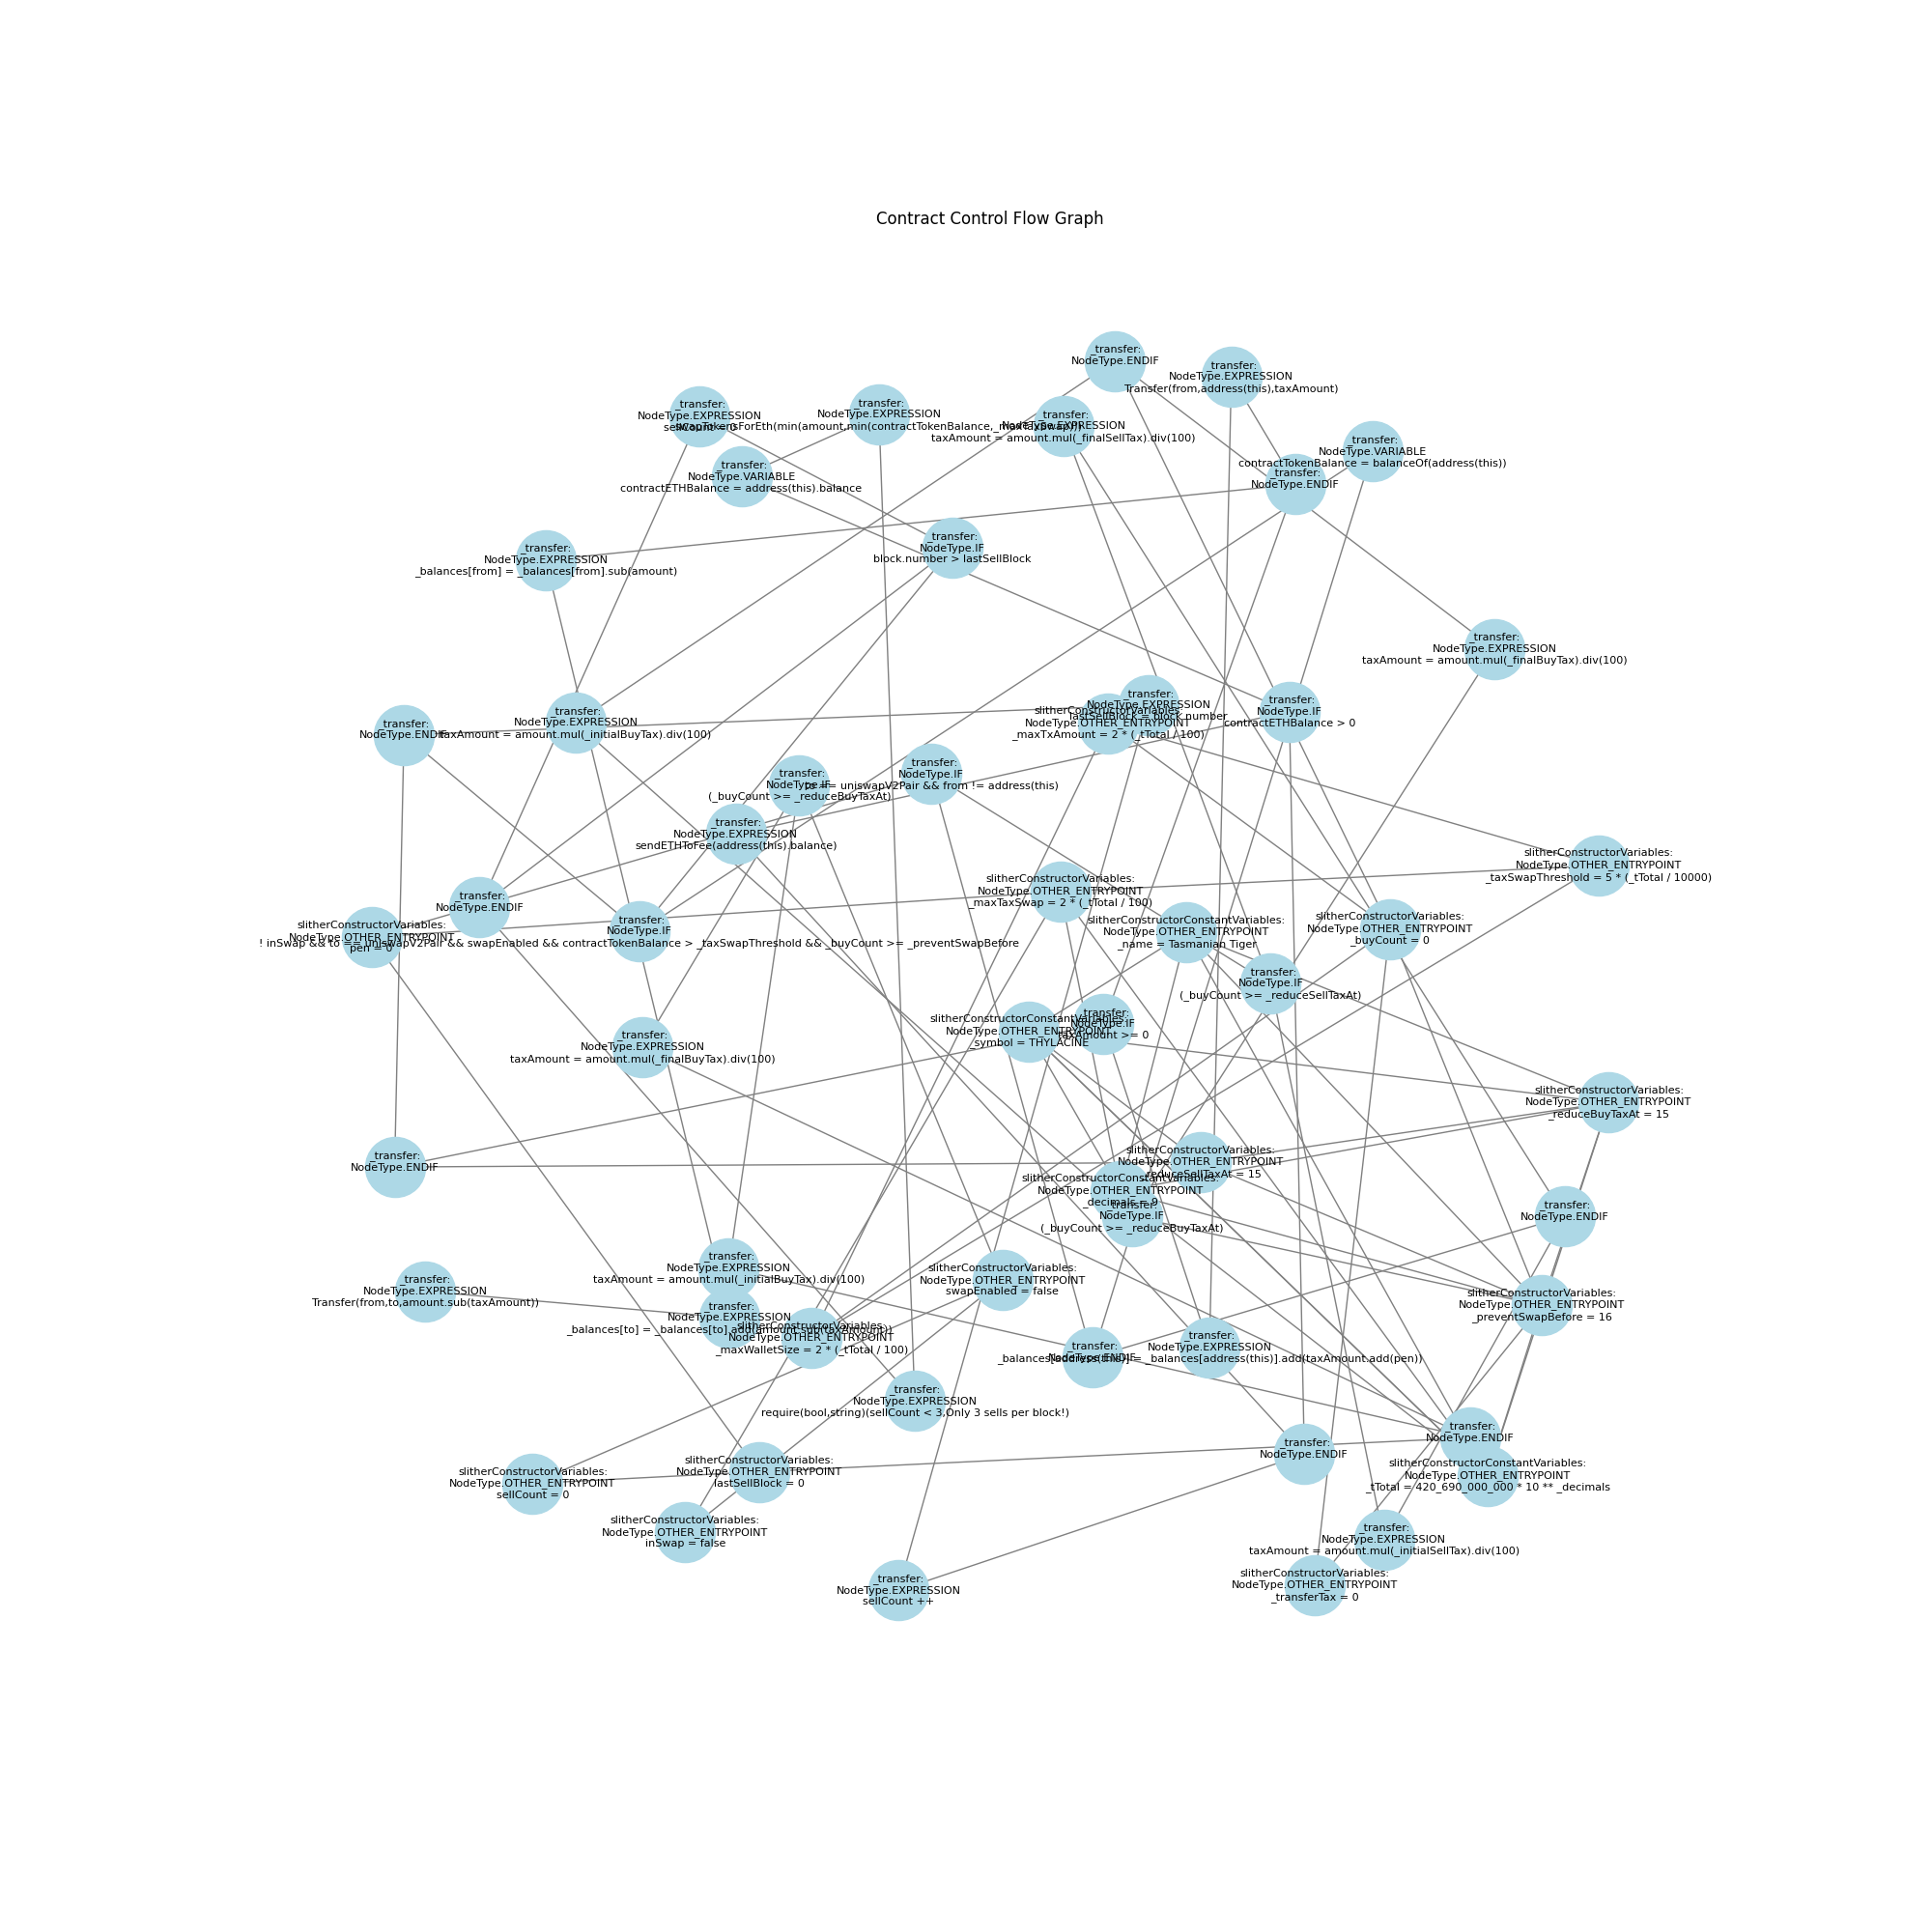 Contract Control Flow Graph
_transfer:
NodeType.ENDIF
_transfer:
NodeType.EXPRESSION
Transfer(from,address(this),taxAmount)
_transfer:
NodeType.EXPRESSION
sellCount = 0
_transfer:
NodeType.EXPRESSION
swapTokensForEth(min(amount,min(contractTokenBalance,_maxTaxSwap)))
_transfer:
NodeType.EXPRESSION
taxAmount = amount.mul(_finalSellTax).div(100)
_transfer:
NodeType.VARIABLE
contractTokenBalance = balanceOf(address(this))
_transfer:
NodeType.VARIABLE
contractETHBalance = address(this).balance
_transfer:
NodeType.ENDIF
_transfer:
NodeType.IF
block.number > lastSellBlock
_transfer:
NodeType.EXPRESSION
_balances[from] = _balances[from].sub(amount)
_transfer:
NodeType.EXPRESSION
taxAmount = amount.mul(_finalBuyTax).div(100)
_transfer:
NodeType.EXPRESSION
lastSellBlock = block.number
_transfer:
NodeType.IF
contractETHBalance > 0
slitherConstructorVariables:
NodeType.OTHER_ENTRYPOINT
_maxTxAmount = 2 * (_tTotal / 100)
_transfer:
NodeType.EXPRESSION
taxAmount = amount.mul(_initialBuyTax).div(100)
_transfer:
NodeType.ENDIF
_transfer:
NodeType.IF
to == uniswapV2Pair && from != address(this)
_transfer:
NodeType.IF
(_buyCount >= _reduceBuyTaxAt)
_transfer:
NodeType.EXPRESSION
sendETHToFee(address(this).balance)
slitherConstructorVariables:
NodeType.OTHER_ENTRYPOINT
_taxSwapThreshold = 5 * (_tTotal / 10000)
slitherConstructorVariables:
NodeType.OTHER_ENTRYPOINT
_maxTaxSwap = 2 * (_tTotal / 100)
_transfer:
NodeType.ENDIF
slitherConstructorVariables:
NodeType.OTHER_ENTRYPOINT
_buyCount = 0
slitherConstructorConstantVariables:
NodeType.OTHER_ENTRYPOINT
_name = Tasmanian Tiger
slitherConstructorVariables:
NodeType.OTHER_ENTRYPOINT
pen = 0
_transfer:
NodeType.IF
! inSwap && to == uniswapV2Pair && swapEnabled && contractTokenBalance > _taxSwapThreshold && _buyCount >= _preventSwapBefore
_transfer:
NodeType.IF
(_buyCount >= _reduceSellTaxAt)
slitherConstructorConstantVariables:
NodeType.OTHER_ENTRYPOINT
_symbol = THYLACINE
_transfer:
NodeType.IF
taxAmount >= 0
_transfer:
NodeType.EXPRESSION
taxAmount = amount.mul(_finalBuyTax).div(100)
slitherConstructorVariables:
NodeType.OTHER_ENTRYPOINT
_reduceBuyTaxAt = 15
_transfer:
NodeType.ENDIF
slitherConstructorVariables:
NodeType.OTHER_ENTRYPOINT
_reduceSellTaxAt = 15
slitherConstructorConstantVariables:
NodeType.OTHER_ENTRYPOINT
_decimals = 9
_transfer:
NodeType.IF
(_buyCount >= _reduceBuyTaxAt)
_transfer:
NodeType.ENDIF
_transfer:
NodeType.EXPRESSION
taxAmount = amount.mul(_initialBuyTax).div(100)
slitherConstructorVariables:
NodeType.OTHER_ENTRYPOINT
swapEnabled = false
_transfer:
NodeType.EXPRESSION
Transfer(from,to,amount.sub(taxAmount))
slitherConstructorVariables:
NodeType.OTHER_ENTRYPOINT
_preventSwapBefore = 16
_transfer:
NodeType.EXPRESSION
_balances[to] = _balances[to].add(amount.sub(taxAmount))
slitherConstructorVariables:
NodeType.OTHER_ENTRYPOINT
_maxWalletSize = 2 * (_tTotal / 100)
_transfer:
NodeType.ENDIF
_transfer:
NodeType.EXPRESSION
_balances[address(this)] = _balances[address(this)].add(taxAmount.add(pen))
_transfer:
NodeType.EXPRESSION
require(bool,string)(sellCount < 3,Only 3 sells per block!)
_transfer:
NodeType.ENDIF
_transfer:
NodeType.ENDIF
slitherConstructorVariables:
NodeType.OTHER_ENTRYPOINT
lastSellBlock = 0
slitherConstructorConstantVariables:
NodeType.OTHER_ENTRYPOINT
_tTotal = 420_690_000_000 * 10 ** _decimals
slitherConstructorVariables:
NodeType.OTHER_ENTRYPOINT
sellCount = 0
slitherConstructorVariables:
NodeType.OTHER_ENTRYPOINT
inSwap = false
_transfer:
NodeType.EXPRESSION
taxAmount = amount.mul(_initialSellTax).div(100)
_transfer:
NodeType.EXPRESSION
sellCount ++
slitherConstructorVariables:
NodeType.OTHER_ENTRYPOINT
_transferTax = 0